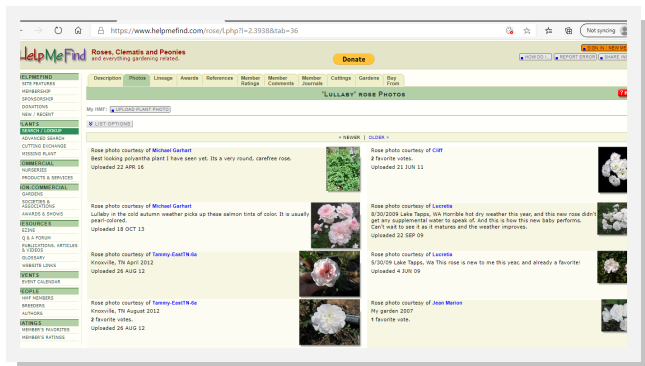 https://www.helpmefind.com/rose/l.php?l=2.3938&tab=36
Not syncing
HelpMeFind
Roses, Clematis and Peonies
and everything gardening related.
Donate
SIGN IN / NEW ME
HOW DO I
REPORT ERROR
SHARE IN
HELPMEFIND
SITE FEATURES
MEMBERSHIP
SPONSORSHIP
DONATIONS
NEW / RECENT
PLANTS
SEARCH / LOOKUP
ADVANCED SEARCH
CUTTING EXCHANGE
MISSING PLANT
COMMERCIAL
NURSERIES
PRODUCTS & SERVICES
NON-COMMERCIAL
GARDENS
SOCIETIES &
ASSOCIATIONS
AWARDS & SHOWS
RESOURCES
EZINE
Q & A FORUM
PUBLICATIONS, ARTICLES
& VIDEOS
GLOSSARY
WEBSITE LINKS
EVENTS
EVENT CALENDAR
PEOPLE
HMF MEMBERS
BREEDERS
AUTHORS
RATINGS
MEMBER'S FAVORITES
MEMBER'S RATINGS
Description Photos Lineage Awards References Member Ratings Member Comments Member Journals Cuttings Gardens Buy From
'Lullaby' rose Photos
My HMF: UPLOAD PLANT PHOTO
LIST OPTIONS
« NEWER | OLDER »
Rose photo courtesy of Michael Garhart
Best looking polyantha plant I have seen yet. Its a very round, carefree rose.
Uploaded 22 APR 16
Rose photo courtesy of Cliff
2 favorite votes.
Uploaded 21 JUN 11
Rose photo courtesy of Michael Garhart
Lullaby in the cold autumn weather picks up these salmon tints of color. It is usually
pearl-colored.
Uploaded 18 OCT 13
Rose photo courtesy of Lucretia
8/30/2009 Lake Tapps, WA Horrible hot dry weather this year, and this new rose didn't
get any supplemental water to speak of. And this is how this new baby performs.
Can't wait to see it as it matures and the weather improves.
Uploaded 22 SEP 09
Rose photo courtesy of Tammy-EastTN-6a
Knoxville, TN April 2012
Uploaded 26 AUG 12
Rose photo courtesy of Lucretia
5/30/09 Lake Tapps, Wa This rose is new to me this year, and already a favorite!
Uploaded 4 JUN 09
Rose photo courtesy of Tammy-EastTN-6a
Knoxville, TN August 2012
2 favorite votes.
Uploaded 26 AUG 12
Rose photo courtesy of Jean Marion
My garden 2007
1 favorite vote.